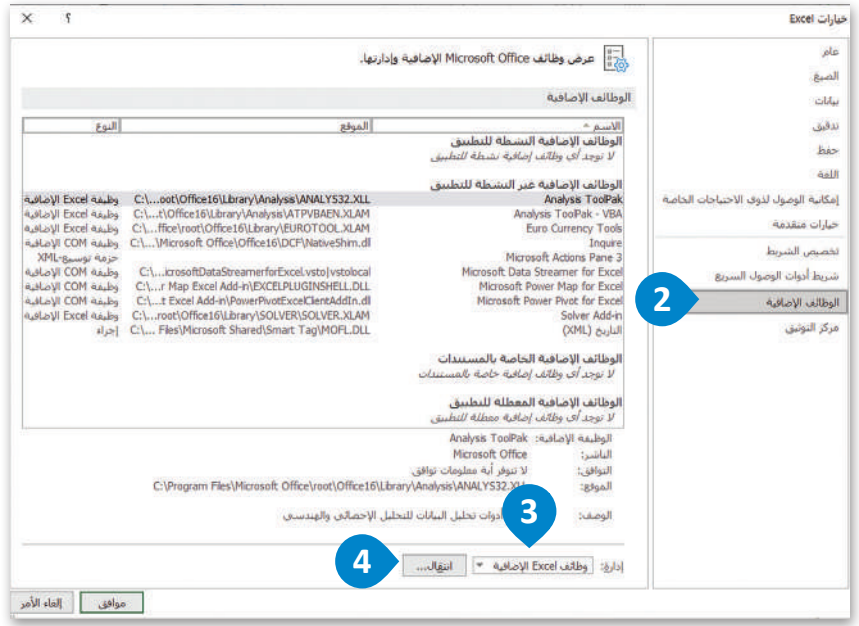 خيارات Excel
؟ ×
عام
الصيغ
بيانات
تدقيق
حفظ
اللغة
إمكانية الوصول لذوي الاحتياجات الخاصة
خيارات متقدمة
تخصيص الشريط
شريط أدوات الوصول السريع
الوظائف الإضافية
2
مركز التوثيق
عرض وظائف Microsoft Office الإضافية وإدارتها.
الوظائف الإضافية
الاسم الموقع النوع
الوظائف الإضافية النشطة للتطبيق
لا توجد أي وظائف إضافية نشطة للتطبيق
الوظائف الإضافية غير النشطة للتطبيق
Analysis ToolPak C:\...oot\Office16\Library\Analysis\ANALYS32.XLL وظيفة Excel الإضافية
Analysis ToolPak - VBA C:\...t\Office16\Library\Analysis\ATPVBAEN.XLAM وظيفة Excel الإضافية
Euro Currency Tools C:\...ffice\root\Office16\Library\EUROTOOL.XLAM وظيفة Excel الإضافية
Inquire C:\...\Microsoft Office\Office16\DCF\NativeShim.dl وظيفة COM الإضافية
Microsoft Actions Pane 3 حزمة توسيع-XML
Microsoft Data Streamer for Excel C:\...icrosoftDataStreamerforExcel.vsto|vstolocal وظيفة COM الإضافية
Microsoft Power Map for Excel C:\...r Map Excel Add-in\EXCELPLUGINSHELL.DLL وظيفة COM الإضافية
Microsoft Power Pivot for Excel C:\...t Excel Add-in\PowerPivotExcelClientAddIn.dl وظيفة COM الإضافية
Solver Add-in C:\...root\Office16\Library\SOLVER\SOLVER.XLAM وظيفة Excel الإضافية
التاريخ (XML) C:\... Files\Microsoft Shared\Smart Tag\MOFL.DLL إجراء
الوظائف الإضافية الخاصة بالمستندات
لا توجد أي وظائف إضافية خاصة بالمستندات
الوظائف الإضافية المعطلة للتطبيق
لا توجد أي وظائف إضافية معطلة للتطبيق
الوظيفة الإضافية: Analysis ToolPak
الناشر: Microsoft Office
التوافق: لا تتوفر أية معلومات توافق
الموقع: C:\Program Files\Microsoft Office\root\Office16\Library\Analysis\ANALYS32.XLL
الوصف: أدوات تحليل البيانات للتحليل الإحصائي والهندسي
3
إدارة: وظائف Excel الإضافية انتقال...
4
موافق إلغاء الأمر